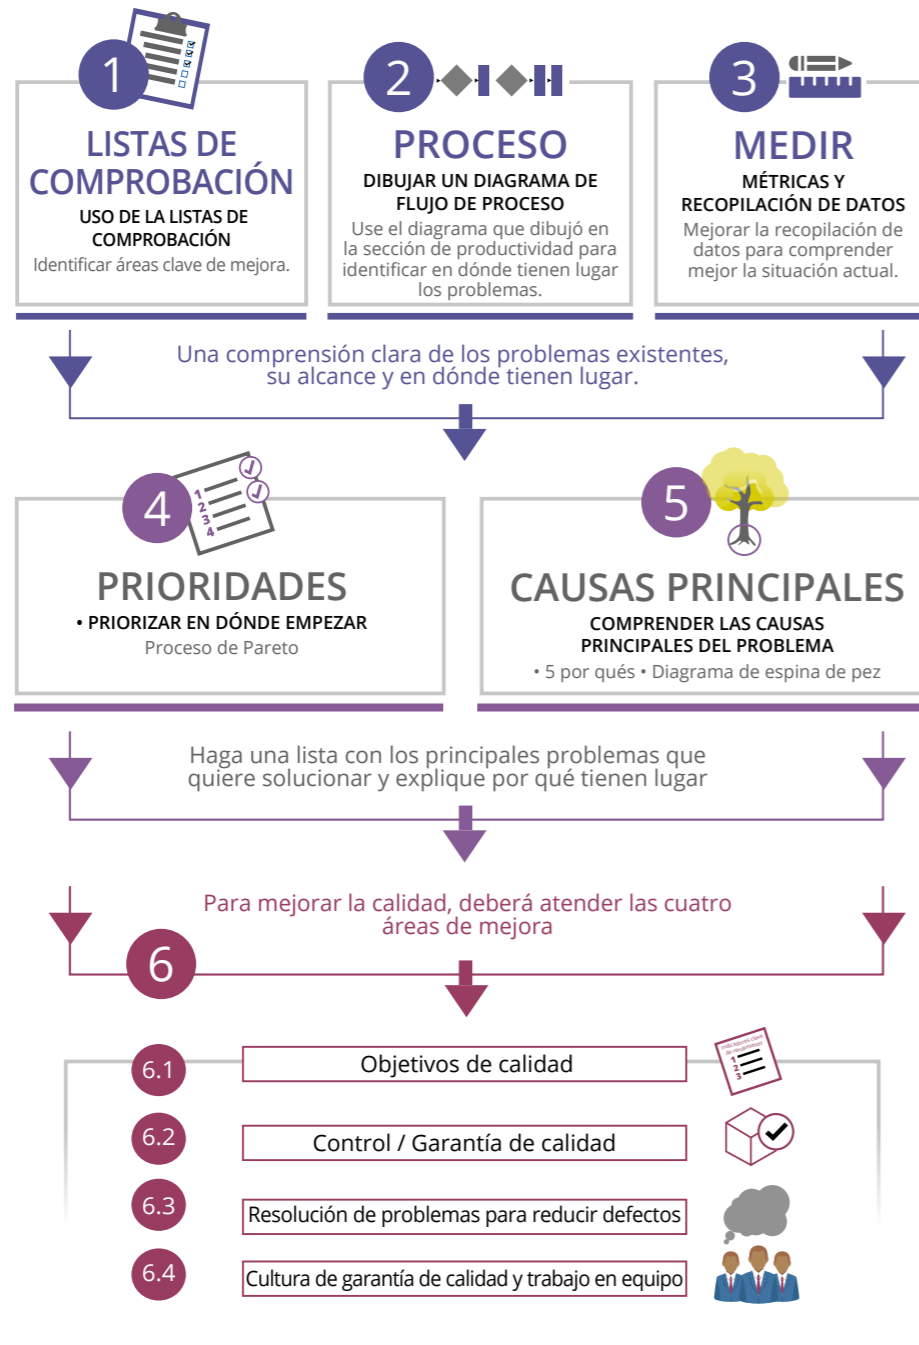 1
LISTAS DE
COMPROBACIÓN
USO DE LA LISTAS DE
COMPROBACIÓN
Identificar áreas clave de mejora.
2
PROCESO
DIBUJAR UN DIAGRAMA DE
FLUJO DE PROCESO
Use el diagrama que dibujó en
la sección de productividad para
identificar en dónde tienen lugar
los problemas.
3
MEDIR
MÉTRICAS Y
RECOPILACIÓN DE DATOS
Mejorar la recopilación de
datos para comprender
mejor la situación actual.
Una comprensión clara de los problemas existentes,
su alcance y en dónde tienen lugar.
4
1
2
3
4
PRIORIDADES
• PRIORIZAR EN DÓNDE EMPEZAR
Proceso de Pareto
5
CAUSAS PRINCIPALES
COMPRENDER LAS CAUSAS
PRINCIPALES DEL PROBLEMA
• 5 por qués • Diagrama de espina de pez
Haga una lista con los principales problemas que
quiere solucionar y explique por qué tienen lugar
Para mejorar la calidad, deberá atender las cuatro
áreas de mejora
6
6.1
Objetivos de calidad
Indicadores clave
de rendimiento
1
2
3
6.2
Control / Garantía de calidad
6.3
Resolución de problemas para reducir defectos
6.4
Cultura de garantía de calidad y trabajo en equipo